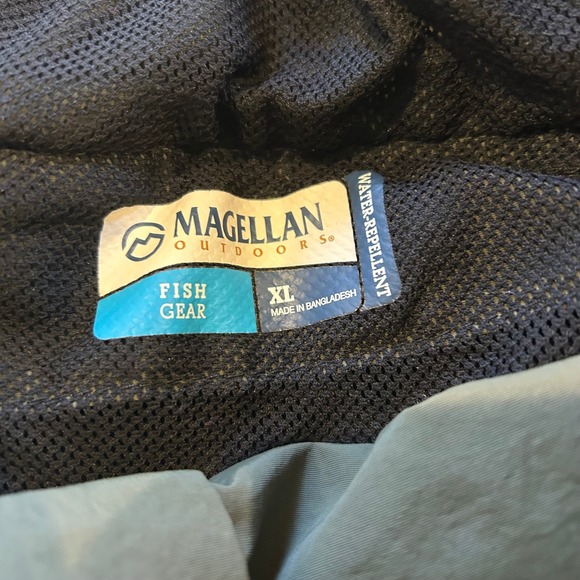 MAGELLAN
OUTDOORS®
WATER-REPELLENT
FISH
GEAR
XL
MADE IN BANGLADESH